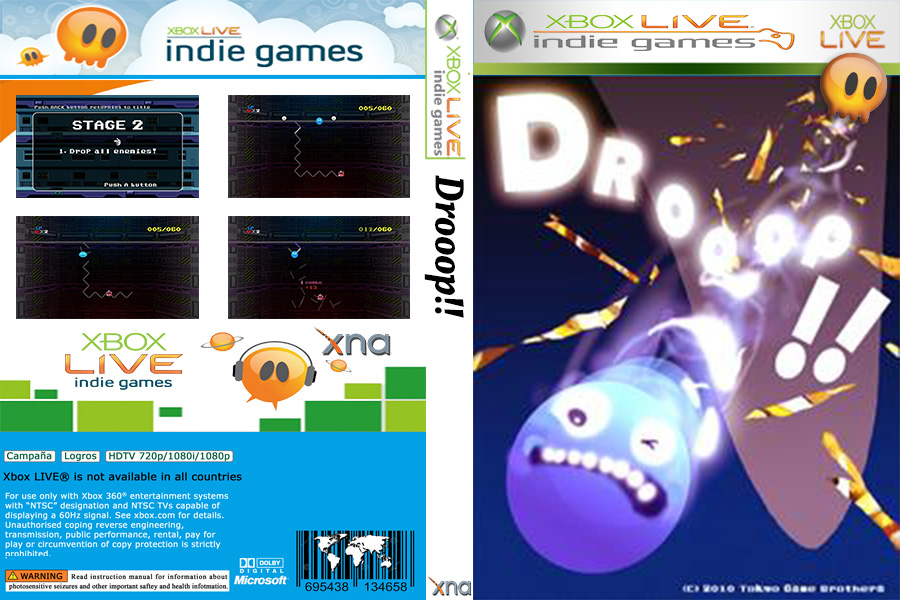 XBOX LIVE
indie games
Push BACK button returning to title
STAGE 2
1. Drop all enemies!
Push A button
005/060
005/060
012/060
XBOX
LIVE
indie games
xna
Campaña Logros HDTV 720p/1080i/1080p
Xbox LIVE® is not available in all countries
For use only with Xbox 360® entertainment systems
with “NTSC” designation and NTSC TVs capable of
displaying a 60Hz signal. See xbox.com for details.
Unauthorised coping reverse engineering,
transmission, public performance, rental, pay for
play or circumvention of copy protection is strictly
prohibited.
WARNING Read instruction manual for information about
photosensitive seizures and other important saftey and health infotmation.
DOLBY
DIGITAL
Microsoft
695438 134658
XBOX LIVE
indie games
Drooop!!
xna
XBOX LIVE
indie games
XBOX
LIVE
DROOOP
!!
(C) 2010 Tokyo Game Brothers